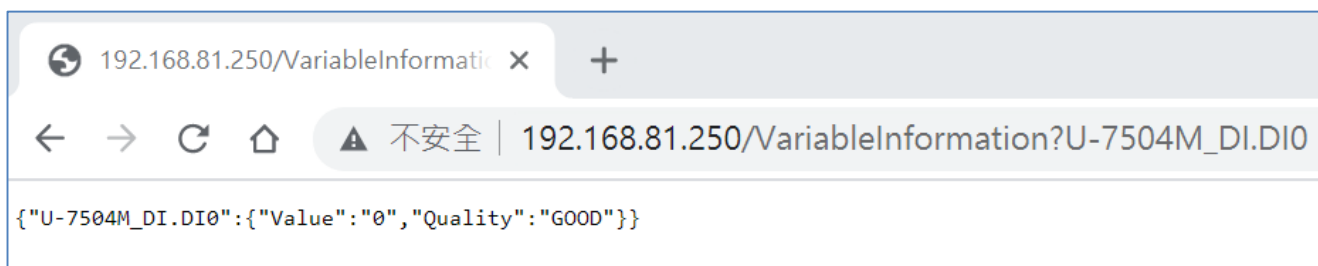 192.168.81.250/VariableInformatic
不安全 192.168.81.250/VariableInformation?U-7504M_DI.DI0
{"U-7504M_DI.DI0":{"Value":"0","Quality":"GOOD"}}